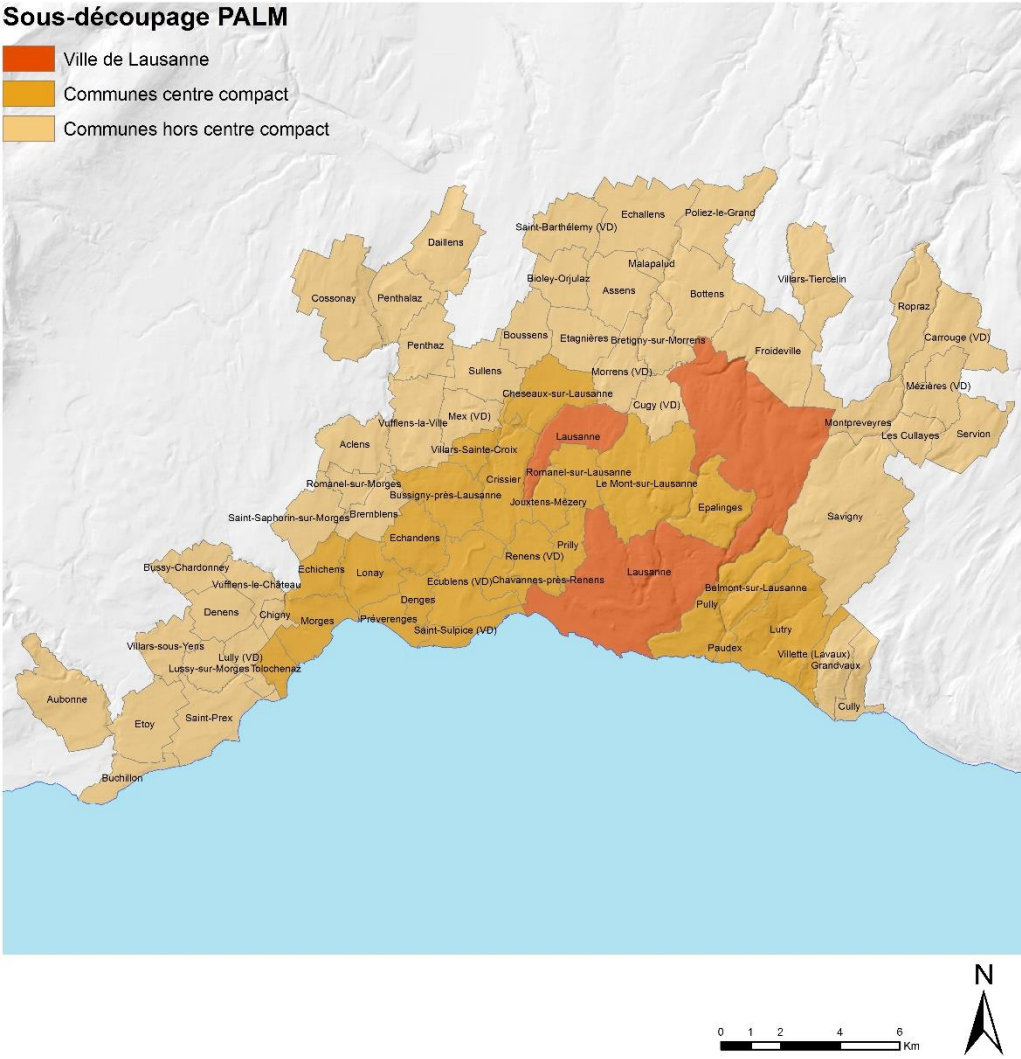 Sous-découpage PALM
Ville de Lausanne
Communes centre compact
Communes hors centre compact
Poliez-le-Grand
Echallens
Saint-Barthélemy (VD)
Daillens
Malapalud
Bioley-Orjulaz
Villars-Tiercelin
Assens
Bottens
Cossonay
Penthalaz
Ropraz
Boussens
Etagnières
Bretigny-sur-Morrens
Carrouge (VD)
Penthaz
Froideville
Sullens
Morrens (VD)
Mézières (VD)
Cheseaux-sur-Lausanne
Cugy (VD)
Mex (VD)
Vufflens-la-Ville
Montpreveyres
Les Cullayes
Servion
Lausanne
Aclens
Villars-Sainte-Croix
Romanel-sur-Lausanne
Crissier
Le Mont-sur-Lausanne
Romanel-sur-Morges
Bussigny-près-Lausanne
Jouxtens-Mézery
Epalinges
Savigny
Saint-Saphorin-sur-Morges
Bremblens
Echandens
Prilly
Renens (VD)
Bussy-Chardonney
Echichens
Lonay
Lausanne
Vufflens-le-Château
Ecublens (VD)
Chavannes-près-Renens
Belmont-sur-Lausanne
Denges
Pully
Denens
Chigny
Morges
Préverenges
Saint-Sulpice (VD)
Lutry
Villars-sous-Yens
Paudex
Villette (Lavaux)
Lully (VD)
Grandvaux
Lussy-sur-Morges
Tolochenaz
Aubonne
Cully
Saint-Prex
Etoy
Buchillon
N
0 1 2 4 6
Km